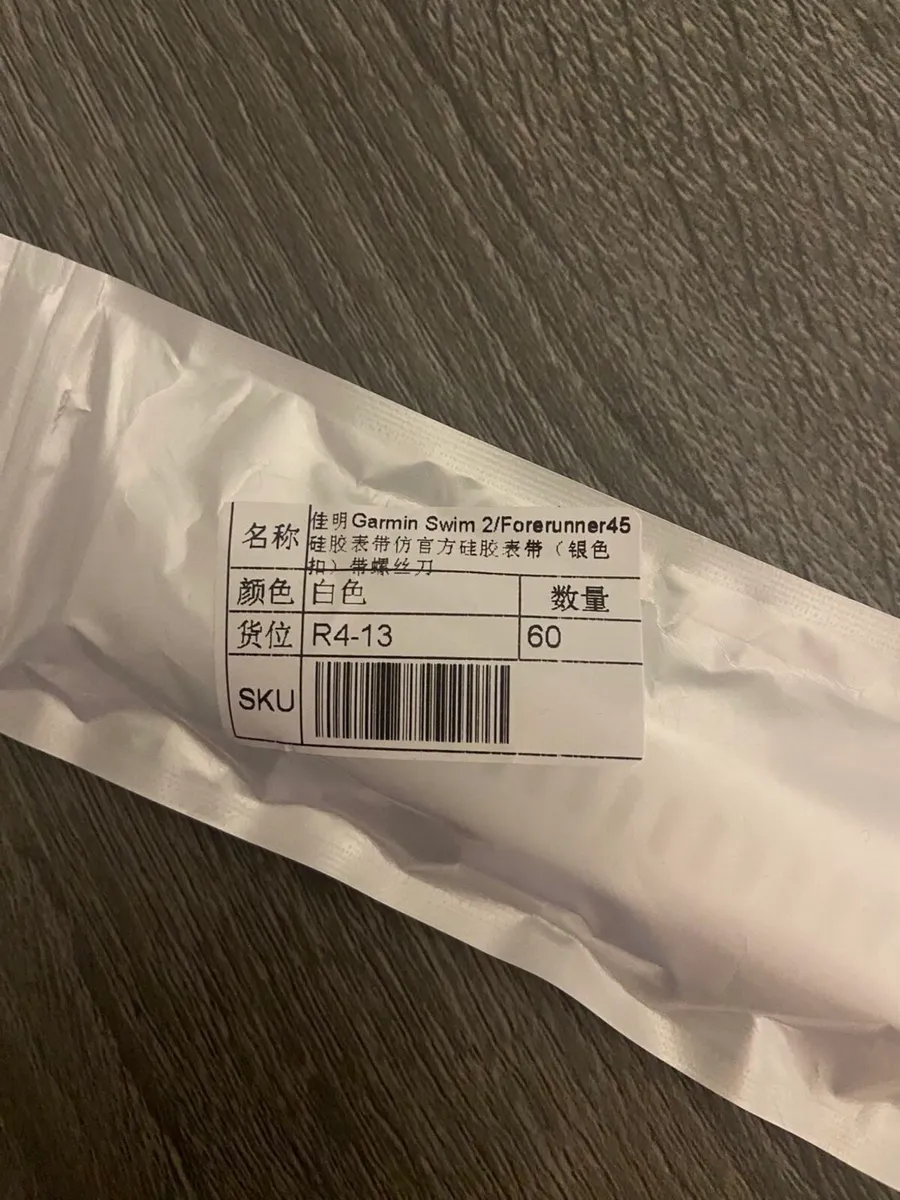 名称
佳明Garmin Swim 2/Forerunner45
硅胶表带仿官方硅胶表带（银色
扣）带螺丝刀
颜色 白色 数量
货位 R4-13 60
SKU